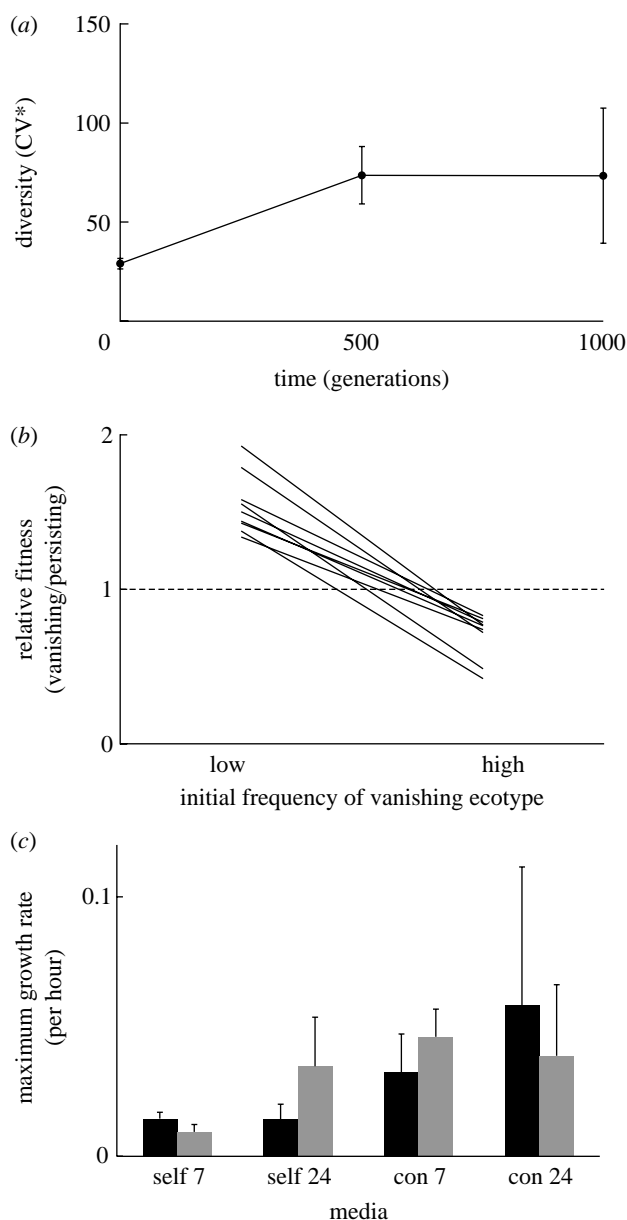 (a)
150
100
50
0
500
1000
diversity (CV*)
time (generations)
(b)
2
1
0
relative fitness
(vanishing/persisting)
low
high
initial frequency of vanishing ecotype
(c)
0.1
0
maximum growth rate
(per hour)
self 7
self 24
con 7
con 24
media